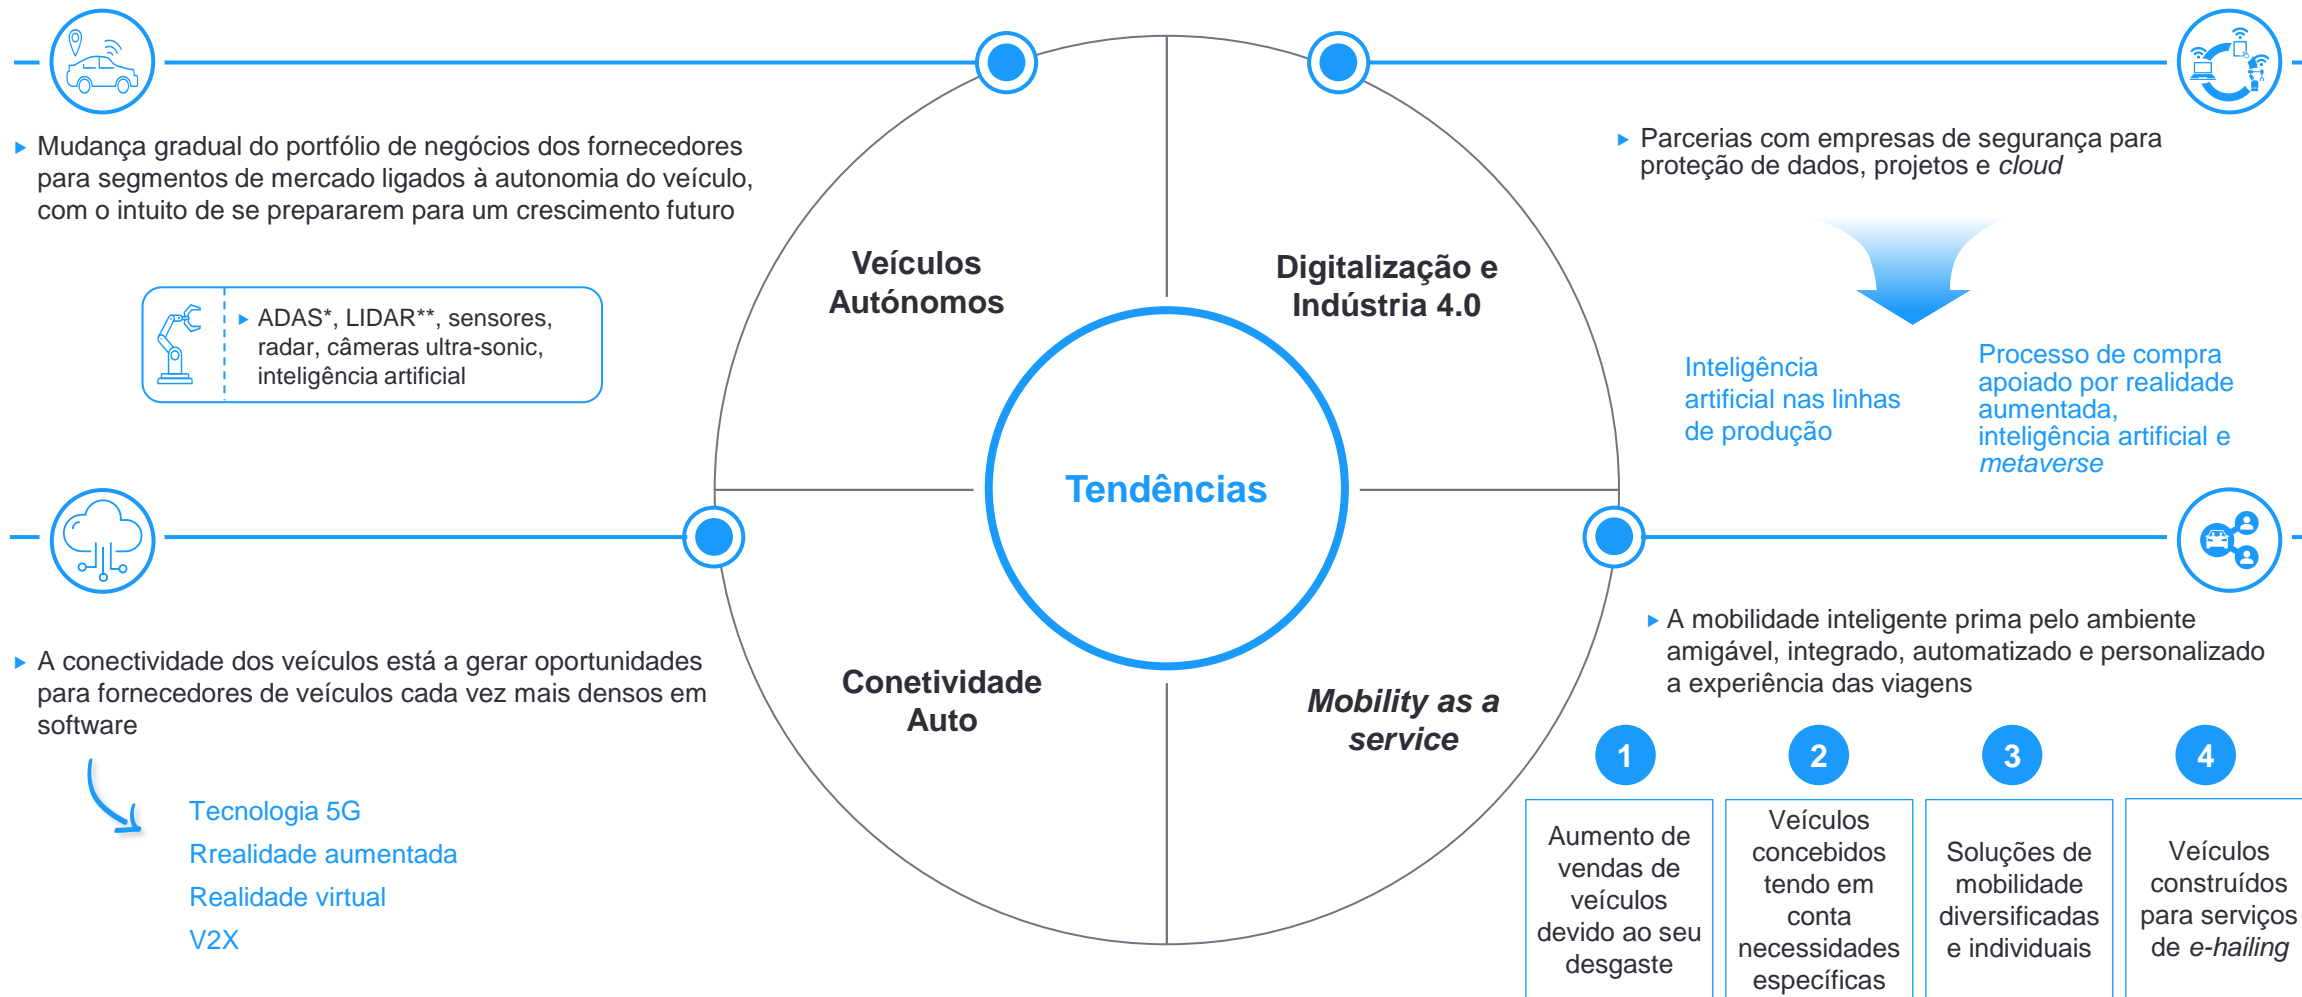 Mudança gradual do portfólio de negócios dos fornecedores
para segmentos de mercado ligados à autonomia do veículo,
com o intuito de se prepararem para um crescimento futuro
ADAS*, LIDAR**, sensores,
radar, câmeras ultra-sonic,
inteligência artificial
Veículos
Autónomos
Digitalização e
Indústria 4.0
Parcerias com empresas de segurança para
proteção de dados, projetos e cloud
Inteligência
artificial nas linhas
de produção
Processo de compra
apoiado por realidade
aumentada,
inteligência artificial e
metaverse
Tendências
A conectividade dos veículos está a gerar oportunidades
para fornecedores de veículos cada vez mais densos em
software
Tecnologia 5G
Rrealidade aumentada
Realidade virtual
V2X
Conetividade
Auto
Mobility as a
service
A mobilidade inteligente prima pelo ambiente
amigável, integrado, automatizado e personalizado
a experiência das viagens
1
Aumento de
vendas de
veículos
devido ao seu
desgaste
2
Veículos
concebidos
tendo em
conta
necessidades
específicas
3
Soluções de
mobilidade
diversificadas
e individuais
4
Veículos
construídos
para serviços
de e-hailing